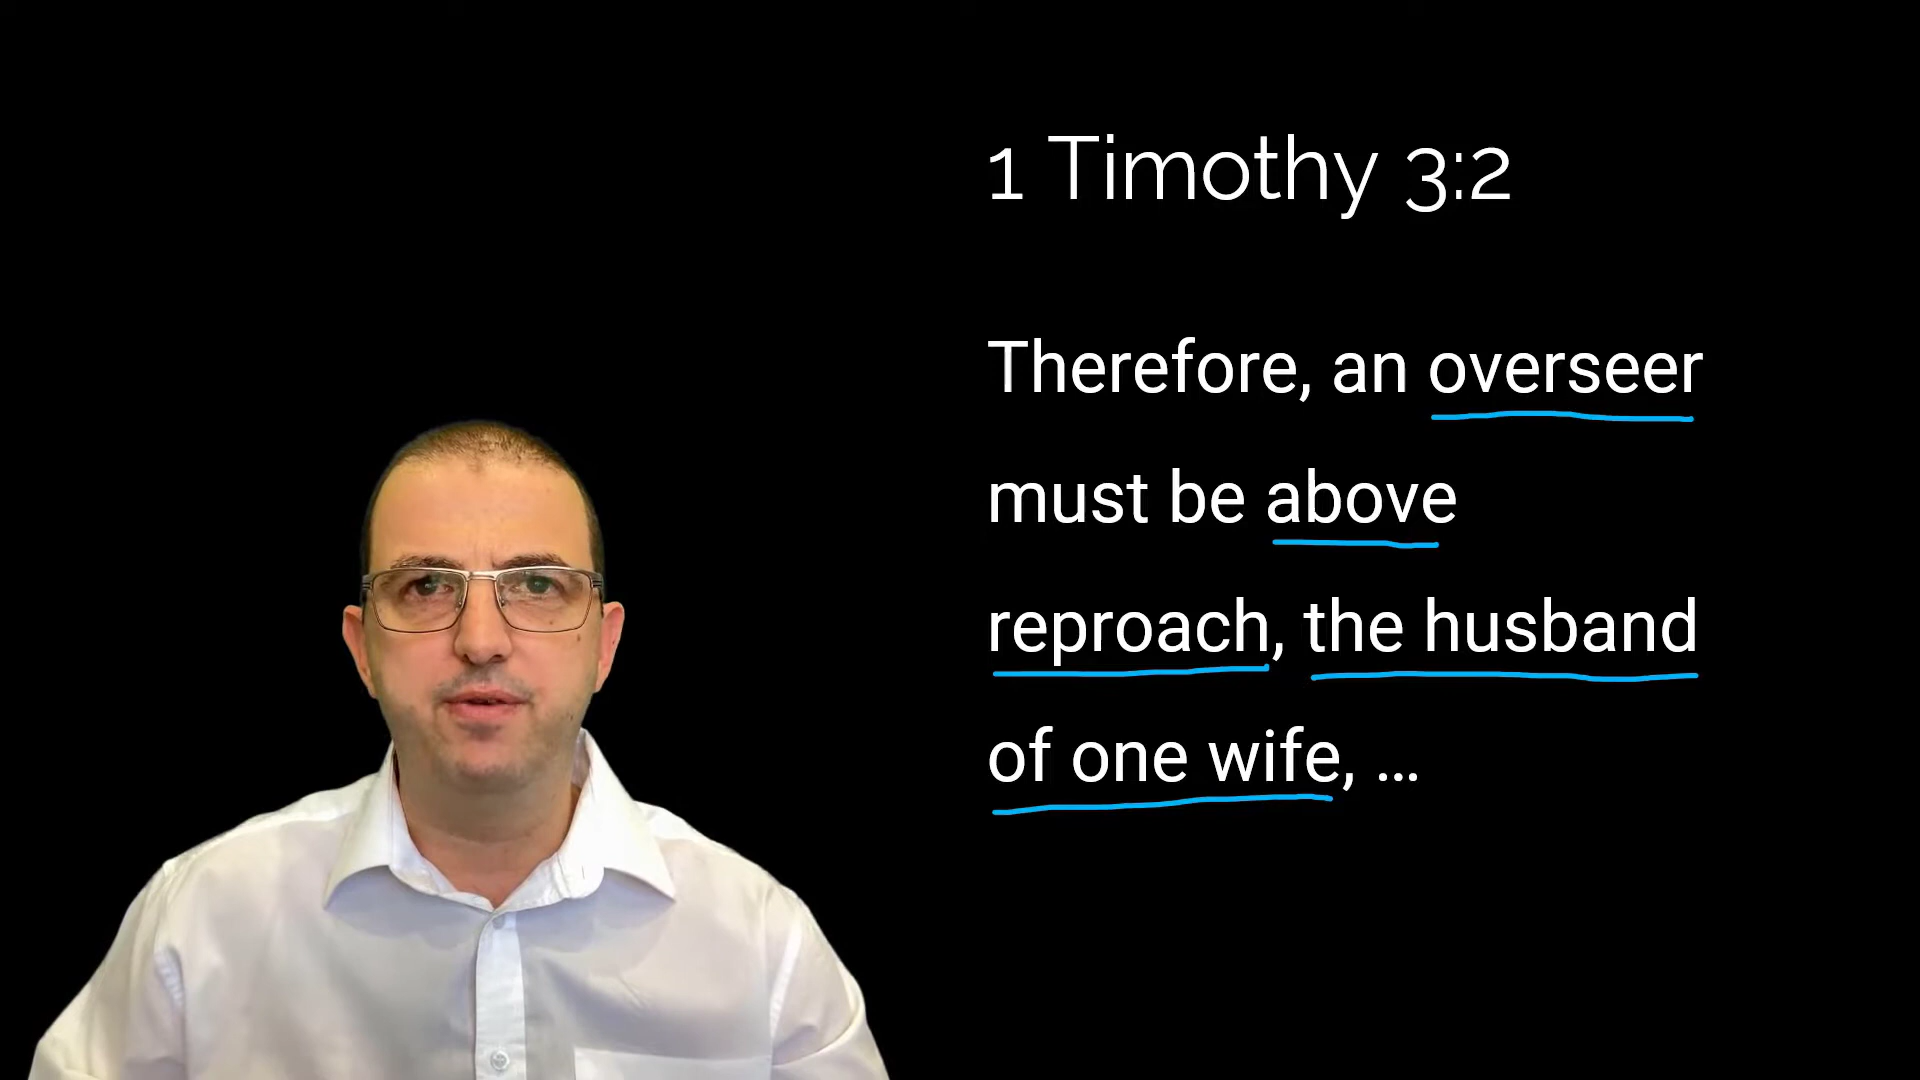 1 Timothy 3:2
Therefore, an overseer
must be above
reproach, the husband
of one wife, ...